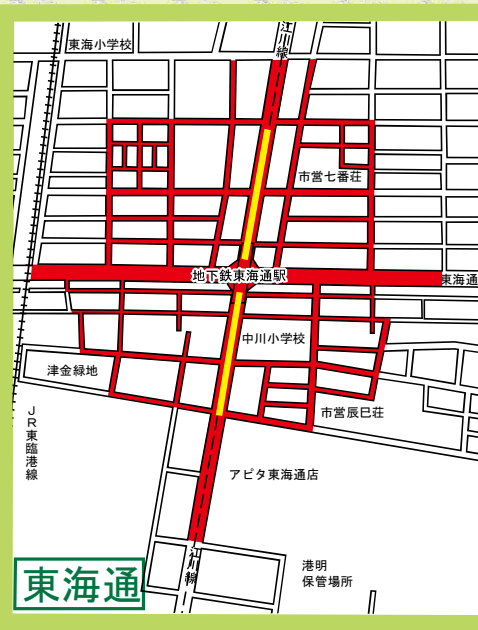 江川線
東海小学校
市営七番荘
地下鉄東海通駅
東海通
中川小学校
津金緑地
市営辰巳荘
JR東臨港線
アピタ東海通店
江川線
港明
保管場所
東海通